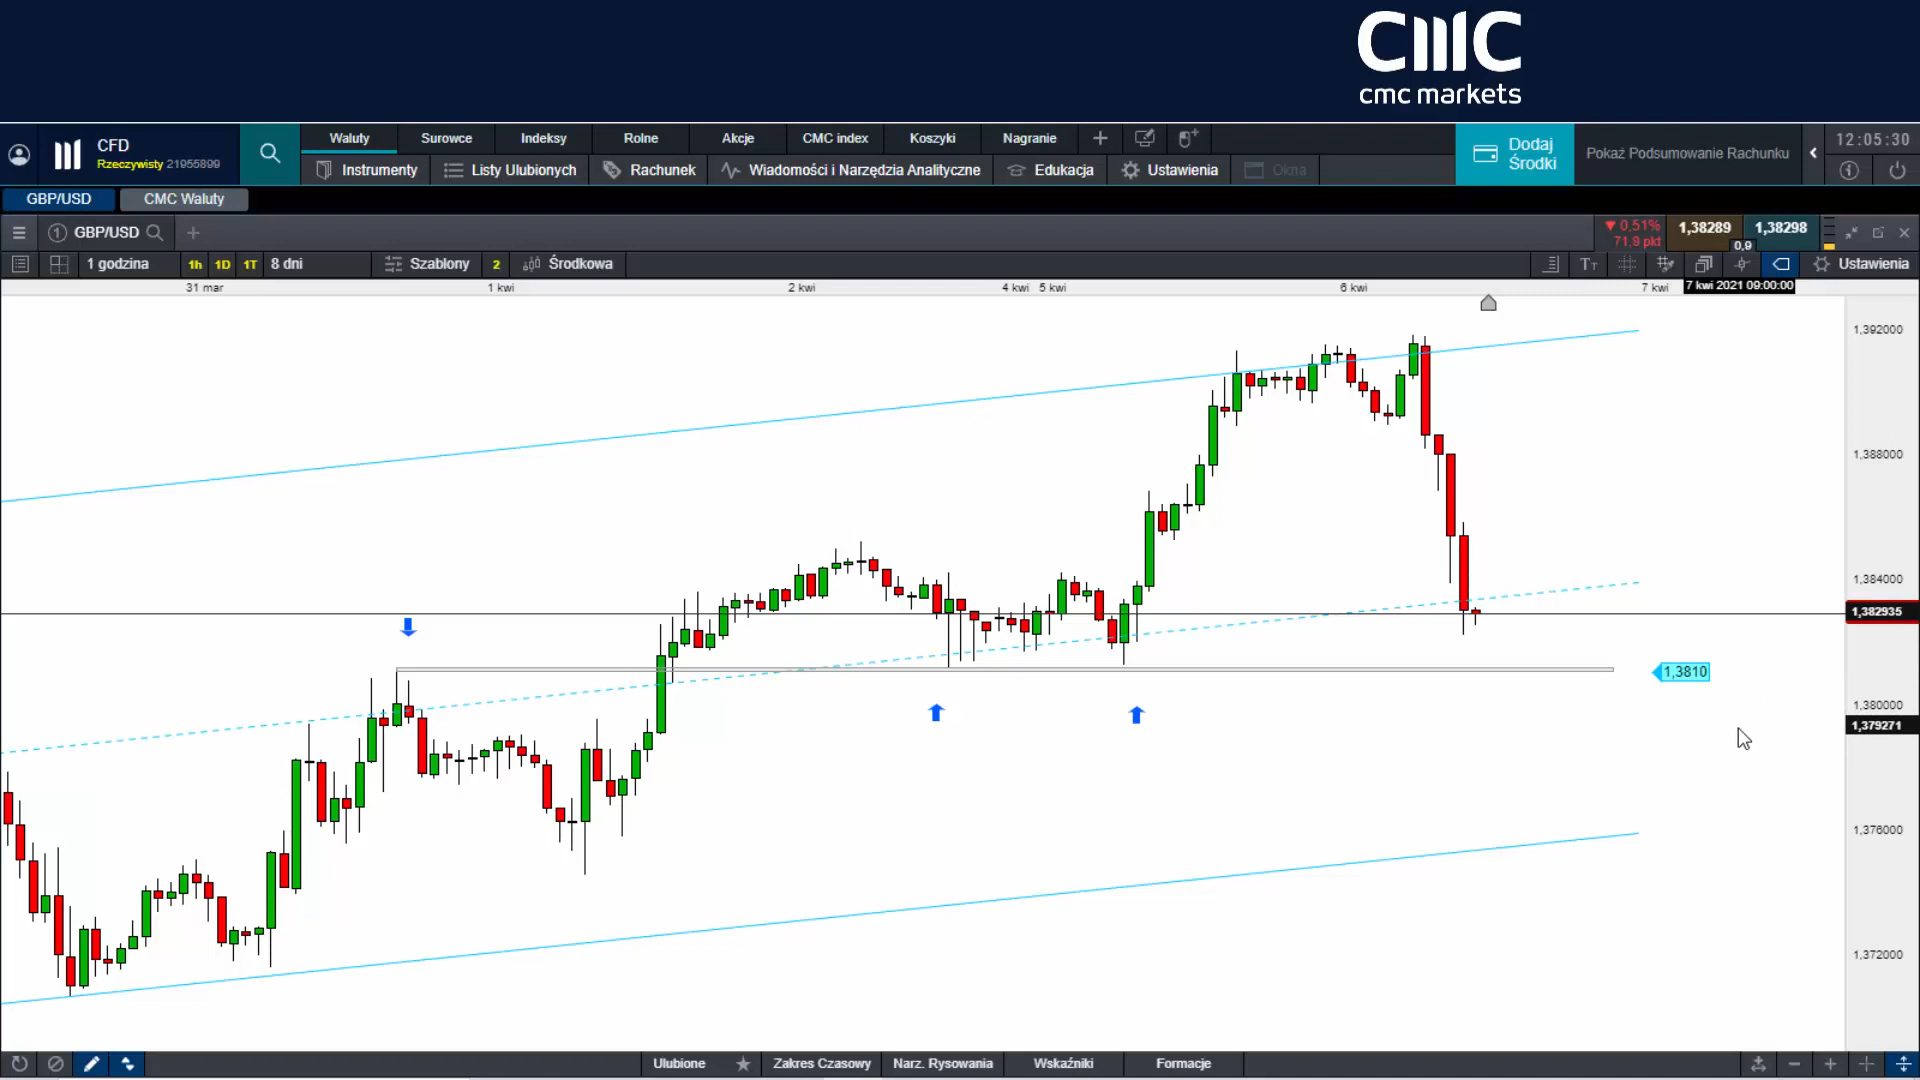 CMC
cmc markets
CFD
Rzeczywisty 21955899
Waluty
Surowce
Indeksy
Rolne
Akcje
CMC index
Koszyki
Nagranie
Instrumenty
Listy Ulubionych
Rachunek
Wiadomości i Narzędzia Analityczne
Edukacja
Ustawienia
Okna
Dodaj
Środki
Pokaż Podsumowanie Rachunku
12:05:30
GBP/USD
CMC Waluty
1
GBP/USD
0,51%
71,9 pkt
1,38289
1,38298
0,9
1 godzina
1h
1D
1T
8 dni
Szablony
2
Środkowa
Ustawienia
31 mar
1 kwi
2 kwi
4 kwi
5 kwi
6 kwi
7 kwi
7 kwi 2021 09:00:00
1,392000
1,388000
1,384000
1,382935
1,3810
1,380000
1,379271
1,376000
1,372000
Ulubione
Zakres Czasowy
Narz. Rysowania
Wskaźniki
Formacje